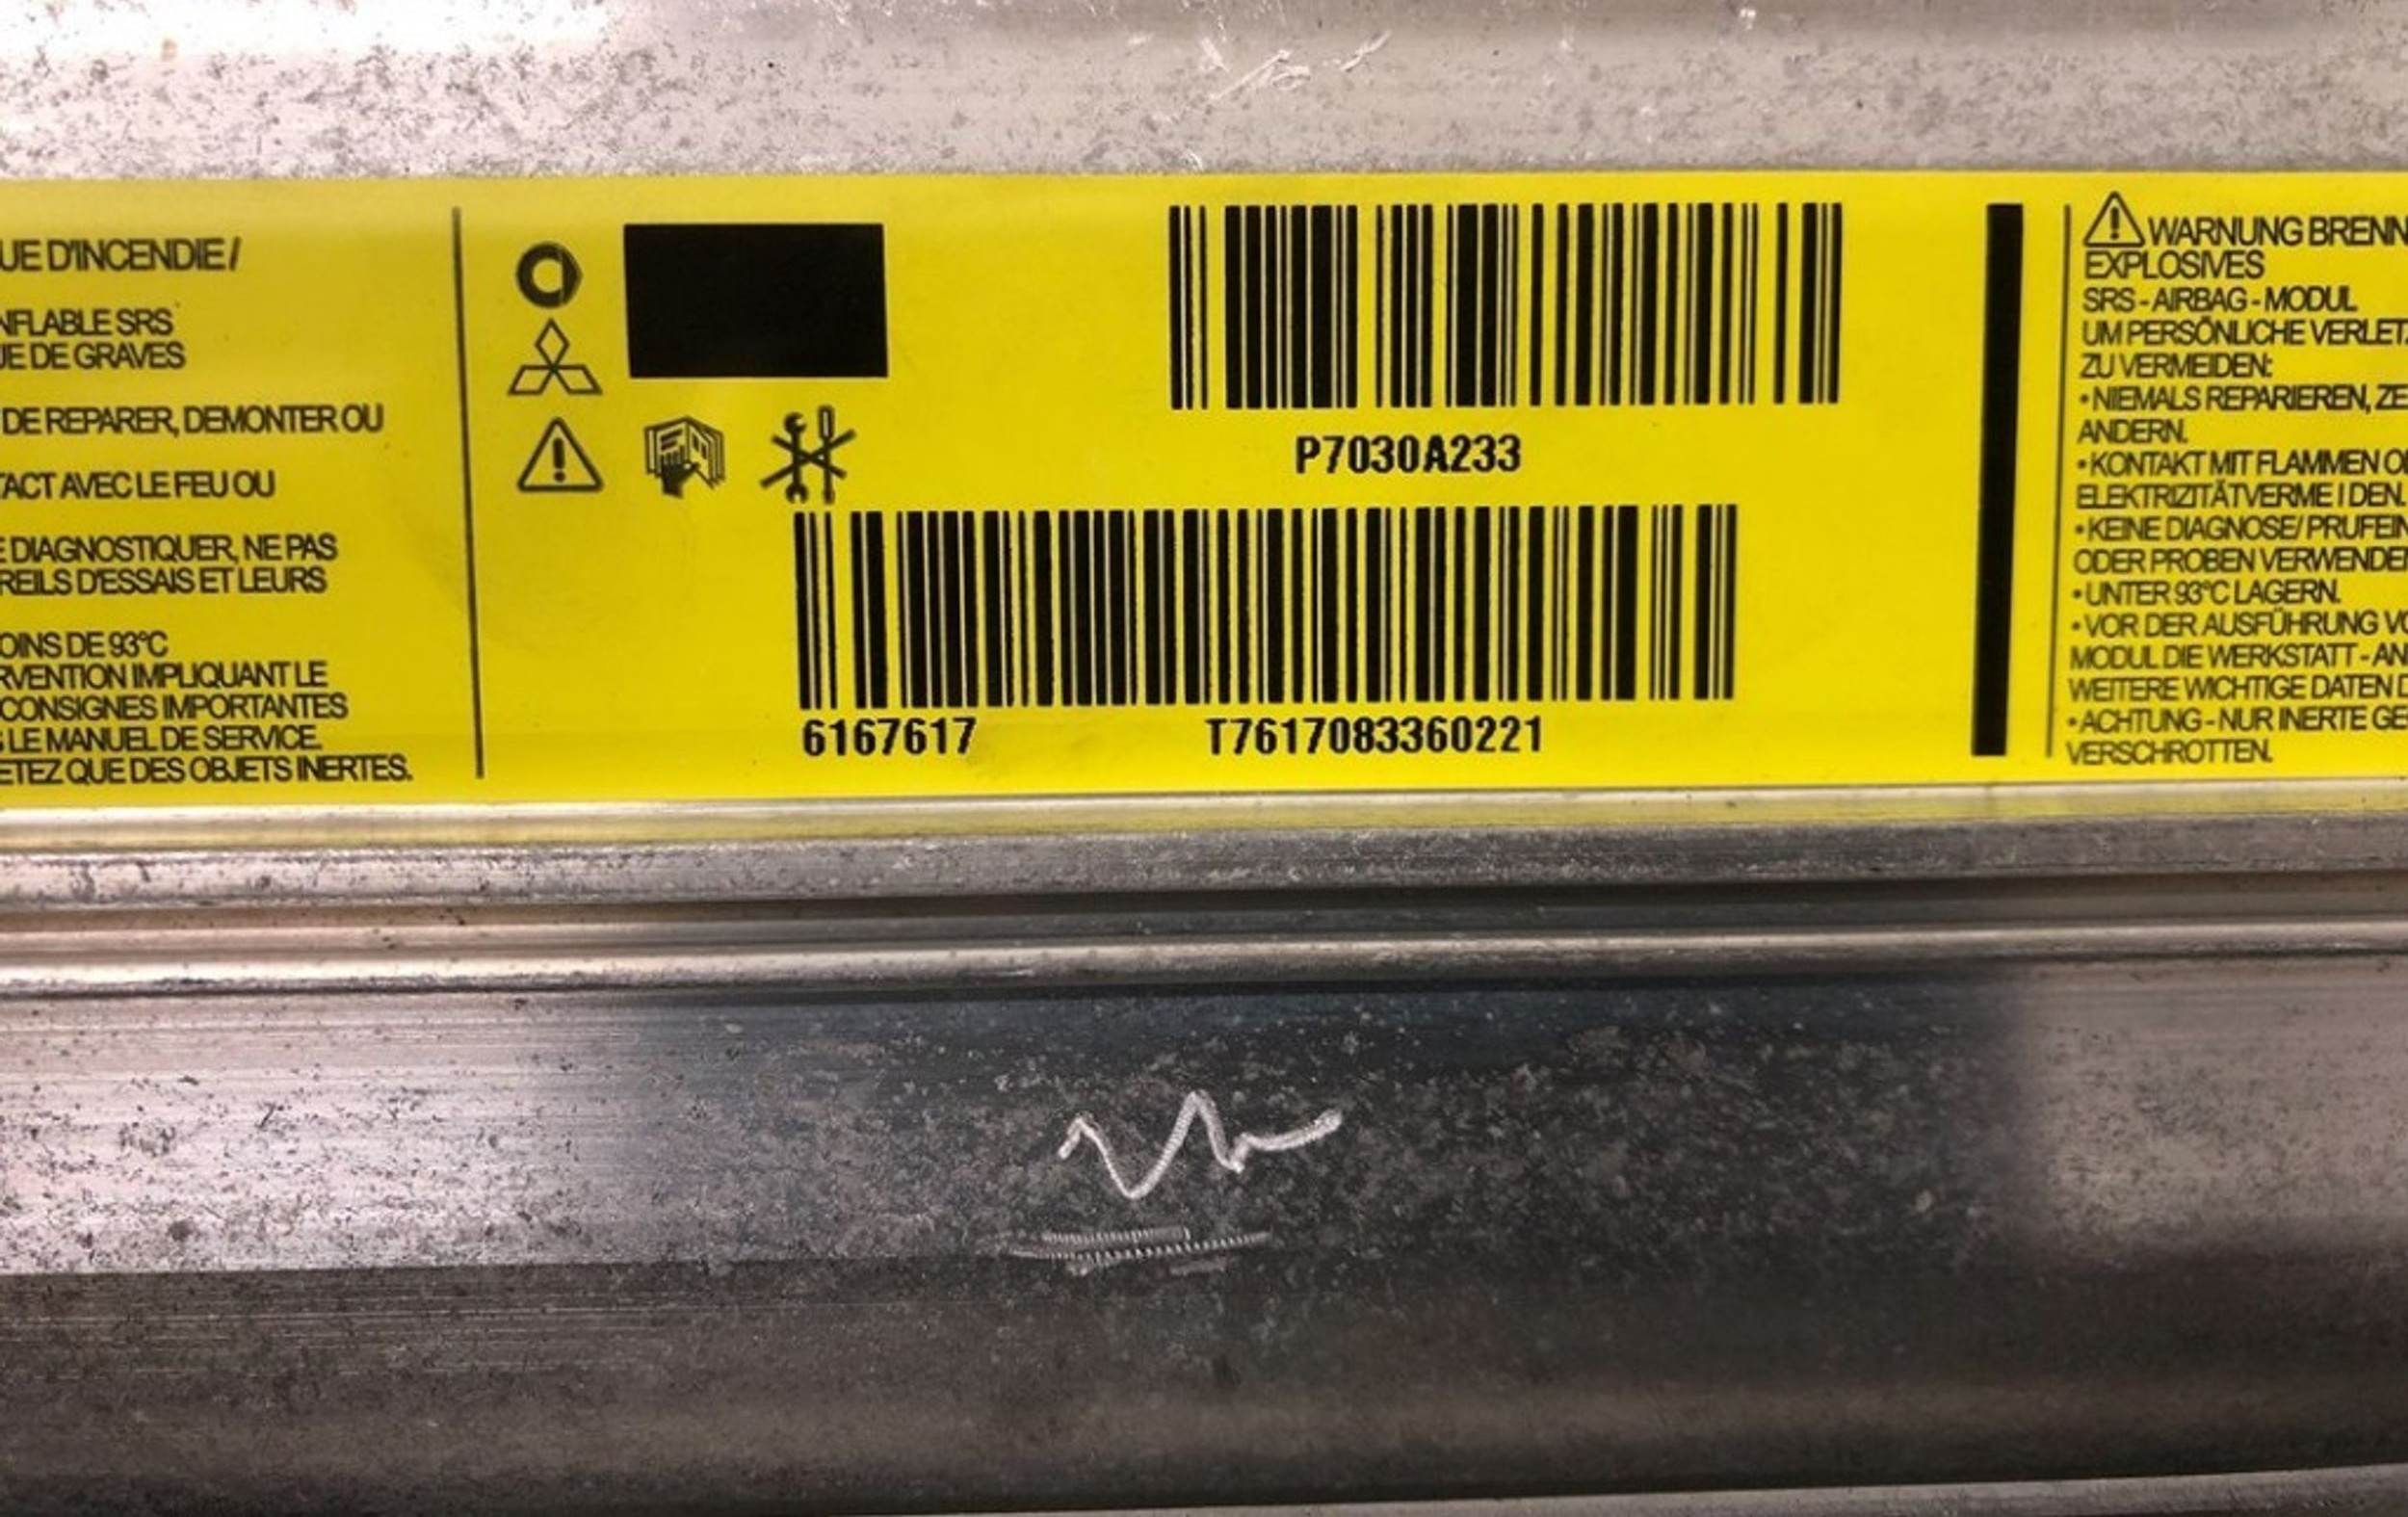 UE D'INCENDIE /
NFLABLE SRS
UE DE GRAVES
DE REPARER, DEMONTER OU
TACT AVEC LE FEU OU
E DIAGNOSTIQUER, NE PAS
REILS D'ESSAIS ET LEURS
OINS DE 93°C
RVENTION IMPLIQUANT LE
CONSIGNES IMPORTANTES
LE MANUEL DE SERVICE.
ETEZ QUE DES OBJETS INERTES.
P7030A233
6167617 T7617083360221
WARNUNG BRENN
EXPLOSIVES
SRS - AIRBAG - MODUL
UM PERSÖNLICHE VERLETZ
ZU VERMEIDEN:
• NIEMALS REPARIEREN, ZE
ANDERN.
• KONTAKT MIT FLAMMEN O
ELEKTRIZITÄTVERMEIDEN.
• KEINE DIAGNOSE/ PRUFEIN
ODER PROBEN VERWENDE
• UNTER 93°C LAGERN.
• VOR DER AUSFÜHRUNG VO
MODUL DIE WERKSTATT - AN
WEITERE WICHTIGE DATEN D
• ACHTUNG - NUR INERTE GE
VERSCHROTTEN.